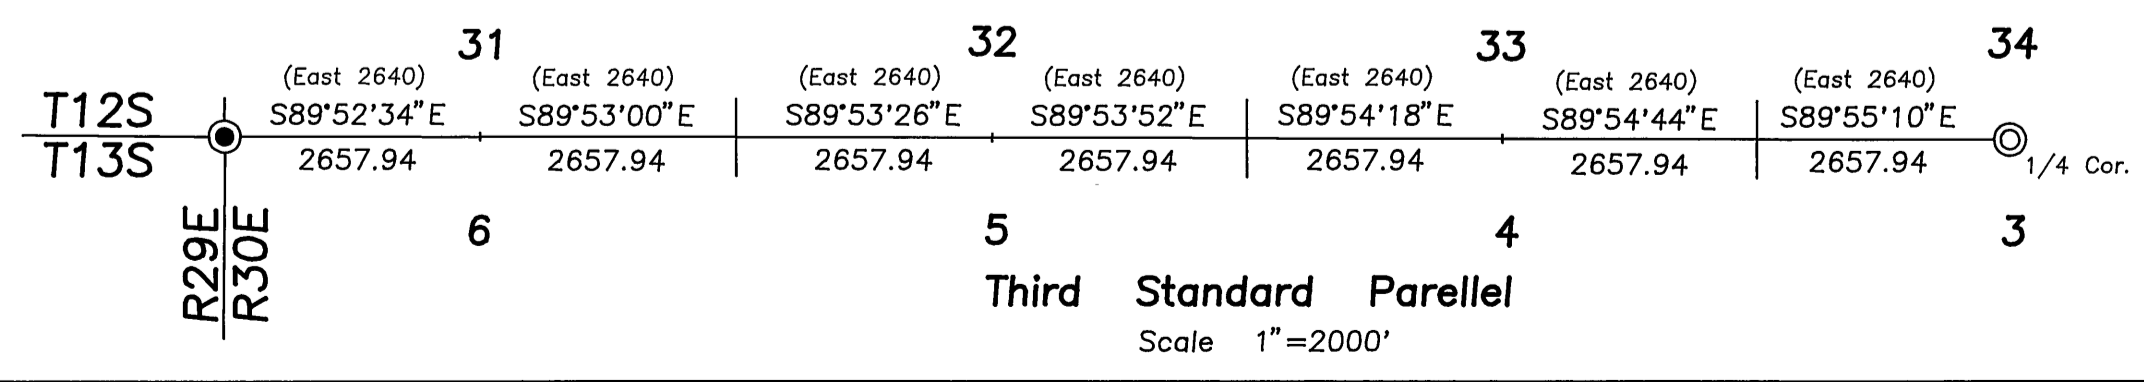 31 32 33 34
(East 2640) (East 2640) (East 2640) (East 2640) (East 2640) (East 2640) (East 2640)
T12S S89°52'34"E S89°53'00"E S89°53'26"E S89°53'52"E S89°54'18"E S89°54'44"E S89°55'10"E
T13S 2657.94 2657.94 2657.94 2657.94 2657.94 2657.94 2657.94 1/4 Cor.
R29E
R30E
6 5 4 3
Third Standard Parellel
Scale 1"=2000'